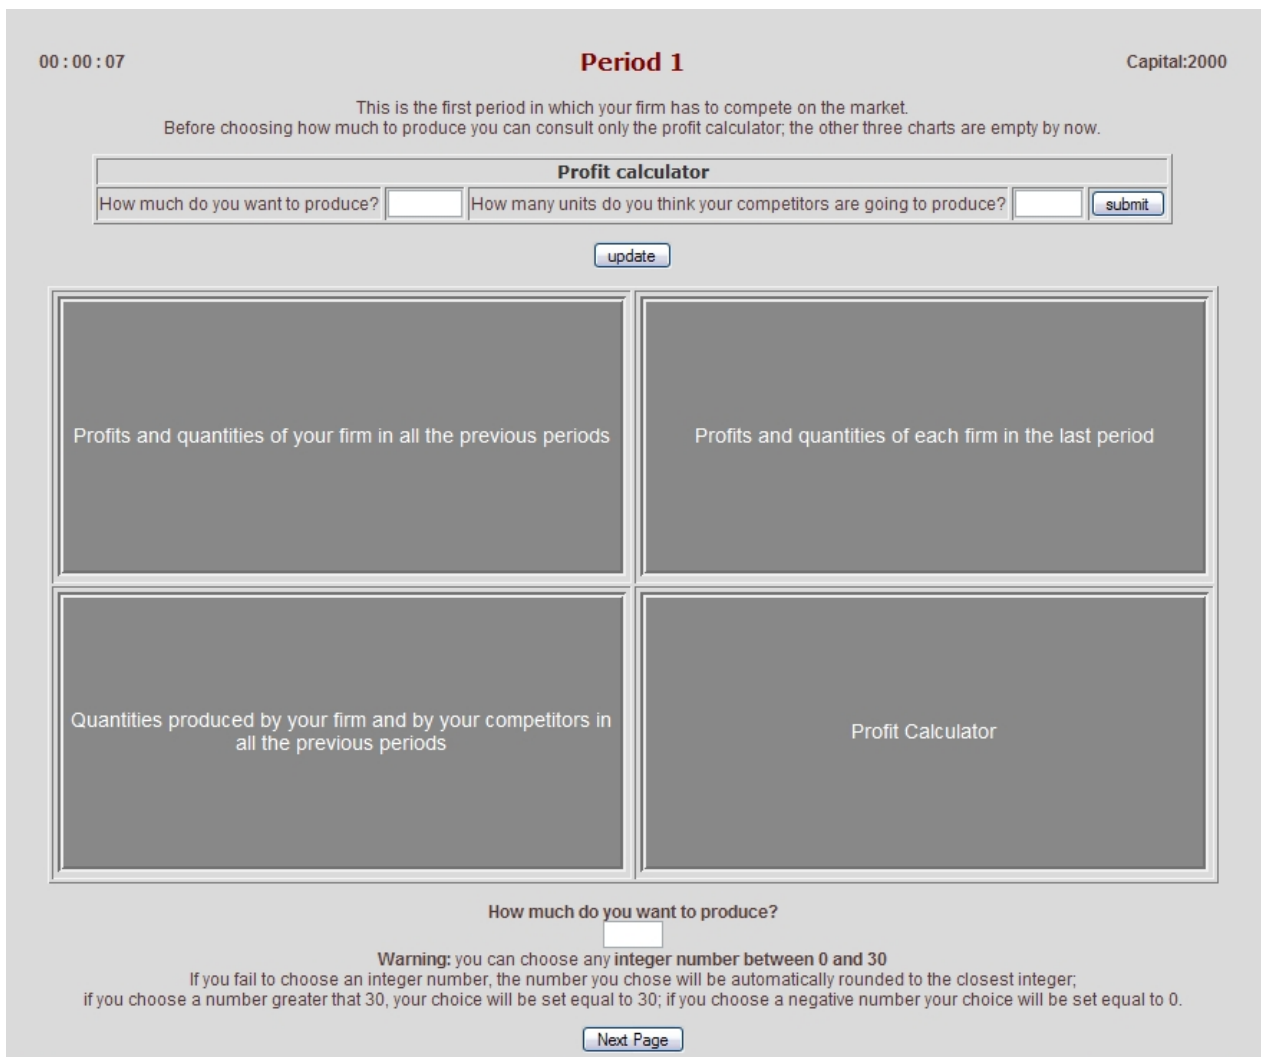 00 : 00 : 07
Period 1
Capital:2000
This is the first period in which your firm has to compete on the market.
Before choosing how much to produce you can consult only the profit calculator; the other three charts are empty by now.
Profit calculator
How much do you want to produce?
How many units do you think your competitors are going to produce?
submit
update
Profits and quantities of your firm in all the previous periods
Profits and quantities of each firm in the last period
Quantities produced by your firm and by your competitors in
all the previous periods
Profit Calculator
How much do you want to produce?
Warning: you can choose any integer number between 0 and 30
If you fail to choose an integer number, the number you chose will be automatically rounded to the closest integer;
if you choose a number greater that 30, your choice will be set equal to 30; if you choose a negative number your choice will be set equal to 0.
Next Page